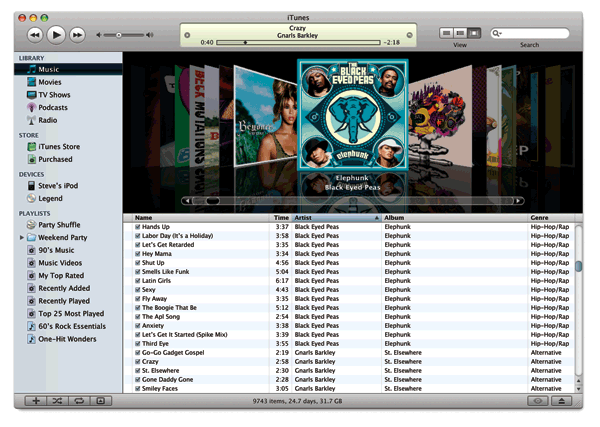 iTunes
Crazy
Gnarls Barkley
0:40 -2:18
View Search
LIBRARY
Music
Movies
TV Shows
Podcasts
Radio
STORE
iTunes Store
Purchased
DEVICES
Steve's iPod
Legend
PLAYLISTS
Party Shuffle
Weekend Party
90's Music
Music Videos
My Top Rated
Recently Added
Recently Played
Top 25 Most Played
60's Rock Essentials
One-Hit Wonders
Beyoncé
THE
BLACK
EYED PEAS
elephunk
Elephunk
Black Eyed Peas
Name Time Artist Album Genre
Hands Up 3:37 Black Eyed Peas Elephunk Hip-Hop/Rap
Labor Day (It's a Holiday) 3:58 Black Eyed Peas Elephunk Hip-Hop/Rap
Let's Get Retarded 3:35 Black Eyed Peas Elephunk Hip-Hop/Rap
Hey Mama 3:34 Black Eyed Peas Elephunk Hip-Hop/Rap
Shut Up 4:56 Black Eyed Peas Elephunk Hip-Hop/Rap
Smells Like Funk 5:04 Black Eyed Peas Elephunk Hip-Hop/Rap
Latin Girls 6:17 Black Eyed Peas Elephunk Hip-Hop/Rap
Sexy 4:43 Black Eyed Peas Elephunk Hip-Hop/Rap
Fly Away 3:35 Black Eyed Peas Elephunk Hip-Hop/Rap
The Boogie That Be 5:12 Black Eyed Peas Elephunk Hip-Hop/Rap
The Apl Song 2:54 Black Eyed Peas Elephunk Hip-Hop/Rap
Anxiety 3:38 Black Eyed Peas Elephunk Hip-Hop/Rap
Let's Get It Started (Spike Mix) 3:39 Black Eyed Peas Elephunk Hip-Hop/Rap
Third Eye 3:55 Black Eyed Peas Elephunk Hip-Hop/Rap
Go-Go Gadget Gospel 2:19 Gnarls Barkley St. Elsewhere Alternative
Crazy 2:58 Gnarls Barkley St. Elsewhere Alternative
St. Elsewhere 2:30 Gnarls Barkley St. Elsewhere Alternative
Gone Daddy Gone 2:28 Gnarls Barkley St. Elsewhere Alternative
Smiley Faces 3:05 Gnarls Barkley St. Elsewhere Alternative
9743 items, 24.7 days, 31.7 GB